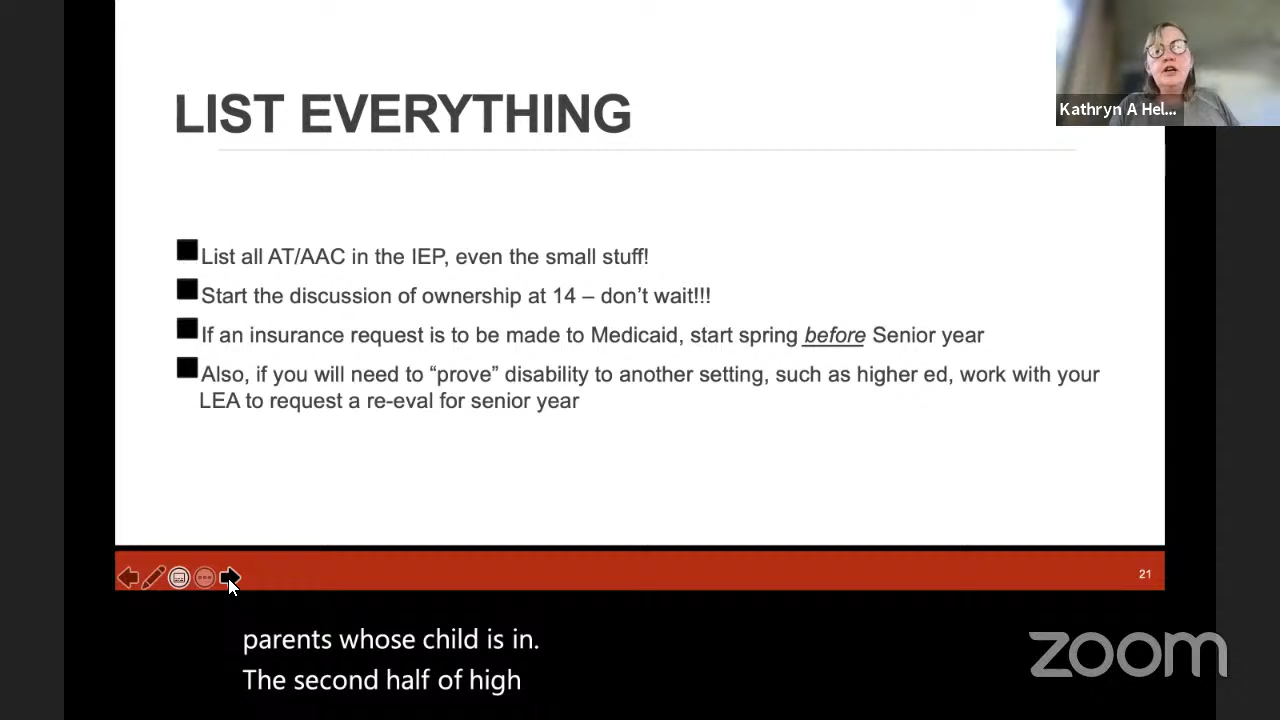 LIST EVERYTHING
Kathryn A Hel...
List all AT/AAC in the IEP, even the small stuff!
Start the discussion of ownership at 14 – don’t wait!!!
If an insurance request is to be made to Medicaid, start spring before Senior year
Also, if you will need to “prove” disability to another setting, such as higher ed, work with your
LEA to request a re-eval for senior year
21
parents whose child is in.
The second half of high
zoom